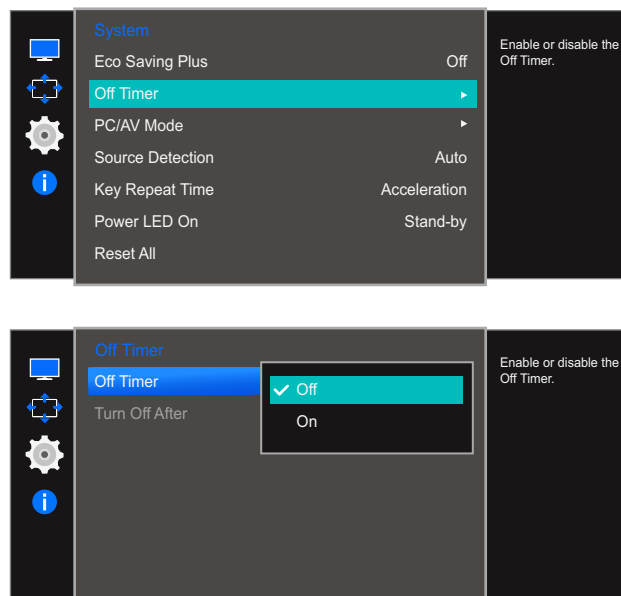 System
Eco Saving Plus Off
Off Timer
PC/AV Mode
Source Detection Auto
Key Repeat Time Acceleration
Power LED On Stand-by
Reset All
Enable or disable the
Off Timer.
Off Timer
Off Timer
Off
Turn Off After
On
Enable or disable the
Off Timer.